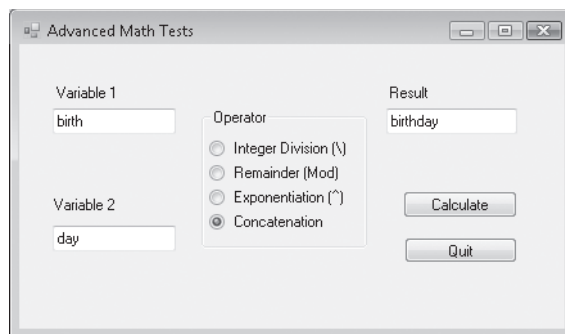 Advanced Math Tests
Variable 1
birth
Operator
Integer Division (\)
Remainder (Mod)
Exponentiation (^)
Concatenation
Result
birthday
Variable 2
day
Calculate
Quit